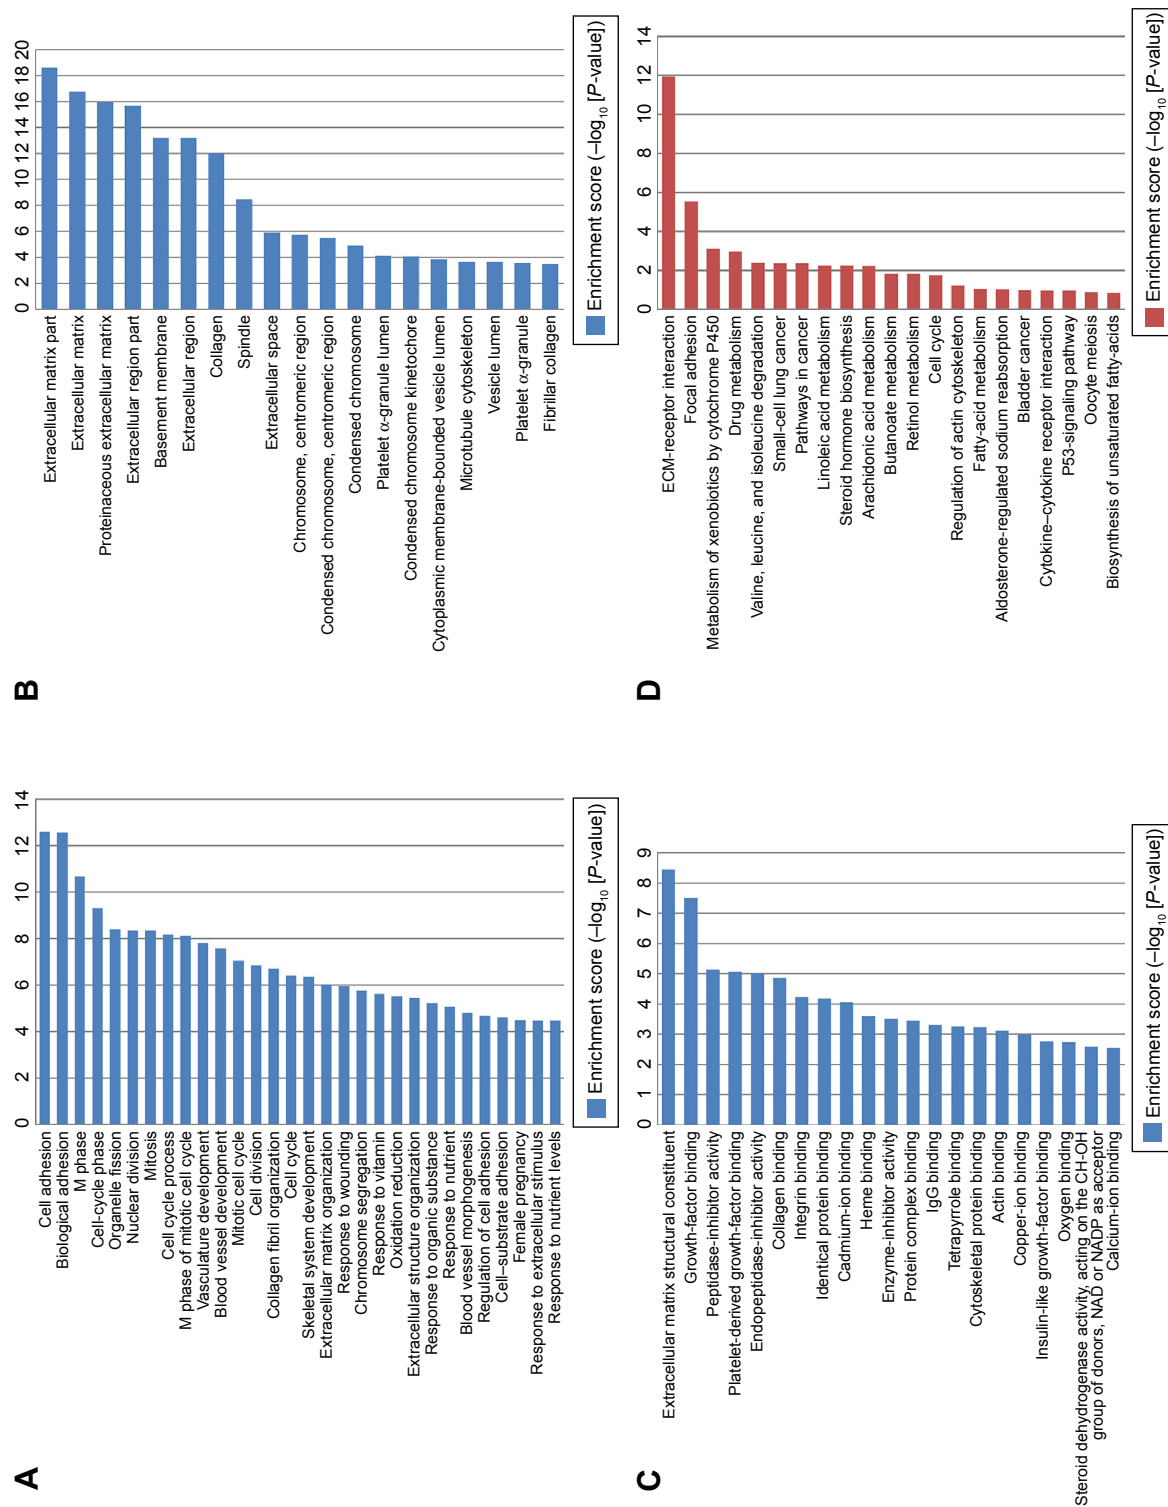 A
0 2 4 6 8 10 12 14
Cell adhesion
Biological adhesion
M phase
Cell-cycle phase
Organelle fission
Nuclear division
Mitosis
Cell cycle process
M phase of mitotic cell cycle
Vasculature development
Blood vessel development
Mitotic cell cycle
Cell division
Collagen fibril organization
Cell cycle
Skeletal system development
Extracellular matrix organization
Response to wounding
Chromosome segregation
Response to vitamin
Oxidation reduction
Extracellular structure organization
Response to organic substance
Response to nutrient
Blood vessel morphogenesis
Regulation of cell adhesion
Cell–substrate adhesion
Female pregnancy
Response to extracellular stimulus
Response to nutrient levels
Enrichment score (–log10 [P-value])
B
0 2 4 6 8 10 12 14 16 18 20
Extracellular matrix part
Extracellular matrix
Proteinaceous extracellular matrix
Extracellular region part
Basement membrane
Extracellular region
Collagen
Spindle
Extracellular space
Chromosome, centromeric region
Condensed chromosome, centromeric region
Condensed chromosome
Platelet α-granule lumen
Condensed chromosome kinetochore
Cytoplasmic membrane-bounded vesicle lumen
Microtubule cytoskeleton
Vesicle lumen
Platelet α-granule
Fibrillar collagen
Enrichment score (–log10 [P-value])
C
0 1 2 3 4 5 6 7 8 9
Extracellular matrix structural constituent
Growth-factor binding
Peptidase-inhibitor activity
Platelet-derived growth-factor binding
Endopeptidase-inhibitor activity
Collagen binding
Integrin binding
Identical protein binding
Cadmium-ion binding
Heme binding
Enzyme-inhibitor activity
Protein complex binding
IgG binding
Tetrapyrrole binding
Cytoskeletal protein binding
Actin binding
Copper-ion binding
Insulin-like growth-factor binding
Oxygen binding
Steroid dehydrogenase activity, acting on the CH-OH
group of donors, NAD or NADP as acceptor
Calcium-ion binding
Enrichment score (–log10 [P-value])
D
0 2 4 6 8 10 12 14
ECM-receptor interaction
Focal adhesion
Metabolism of xenobiotics by cytochrome P450
Drug metabolism
Valine, leucine, and isoleucine degradation
Small-cell lung cancer
Pathways in cancer
Linoleic acid metabolism
Steroid hormone biosynthesis
Arachidonic acid metabolism
Butanoate metabolism
Retinol metabolism
Cell cycle
Regulation of actin cytoskeleton
Fatty-acid metabolism
Aldosterone-regulated sodium reabsorption
Bladder cancer
Cytokine–cytokine receptor interaction
P53-signaling pathway
Oocyte meiosis
Biosynthesis of unsaturated fatty-acids
Enrichment score (–log10 [P-value])